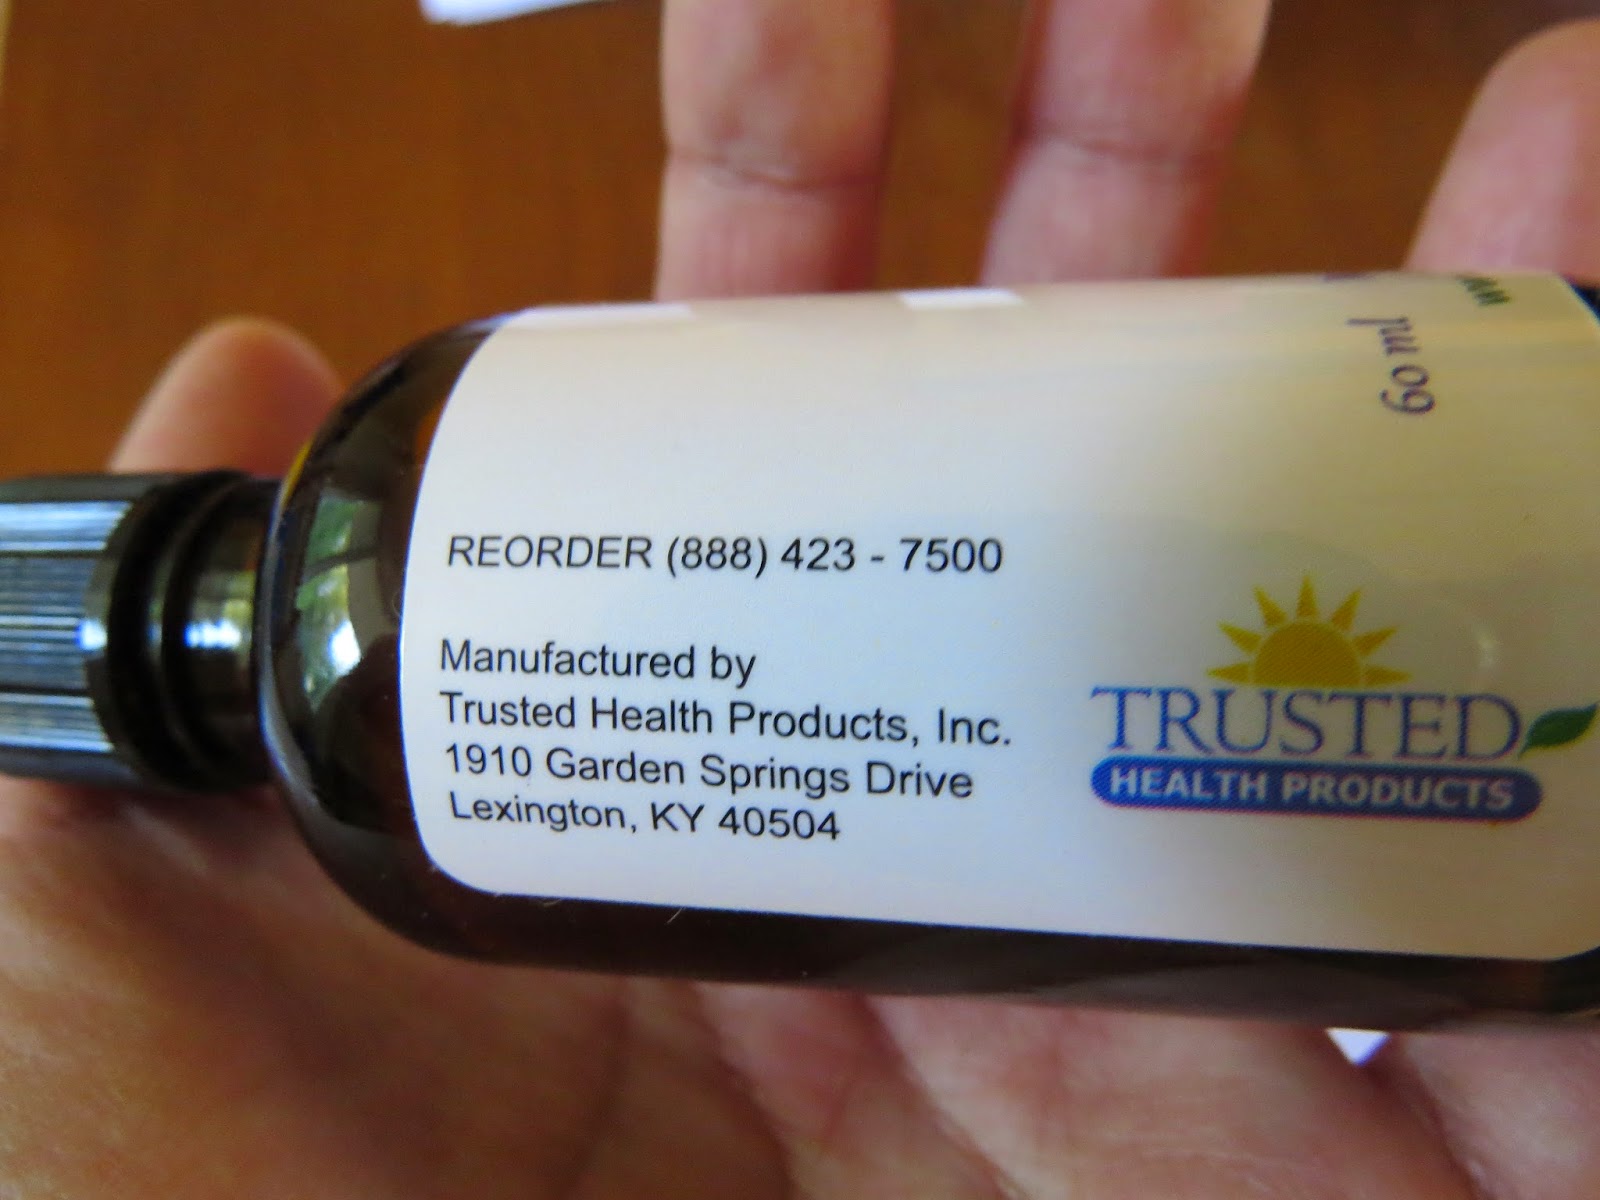 REORDER (888) 423 - 7500
Manufactured by
Trusted Health Products, Inc.
1910 Garden Springs Drive
Lexington, KY 40504
TRUSTED
HEALTH PRODUCTS
60 ml